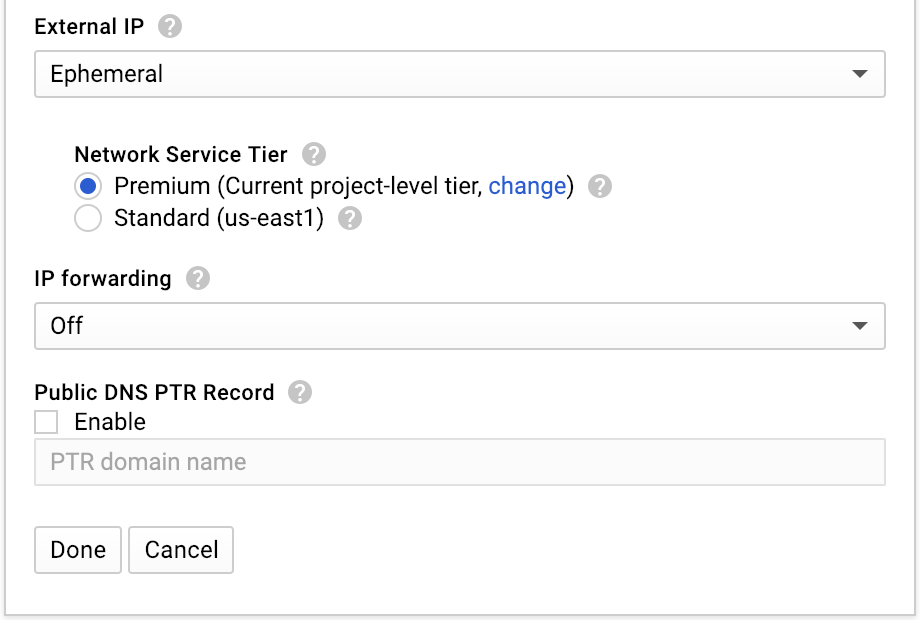 External IP ?
Ephemeral
Network Service Tier ?
Premium (Current project-level tier, change) ?
Standard (us-east1) ?
IP forwarding ?
Off
Public DNS PTR Record ?
Enable
PTR domain name
Done Cancel